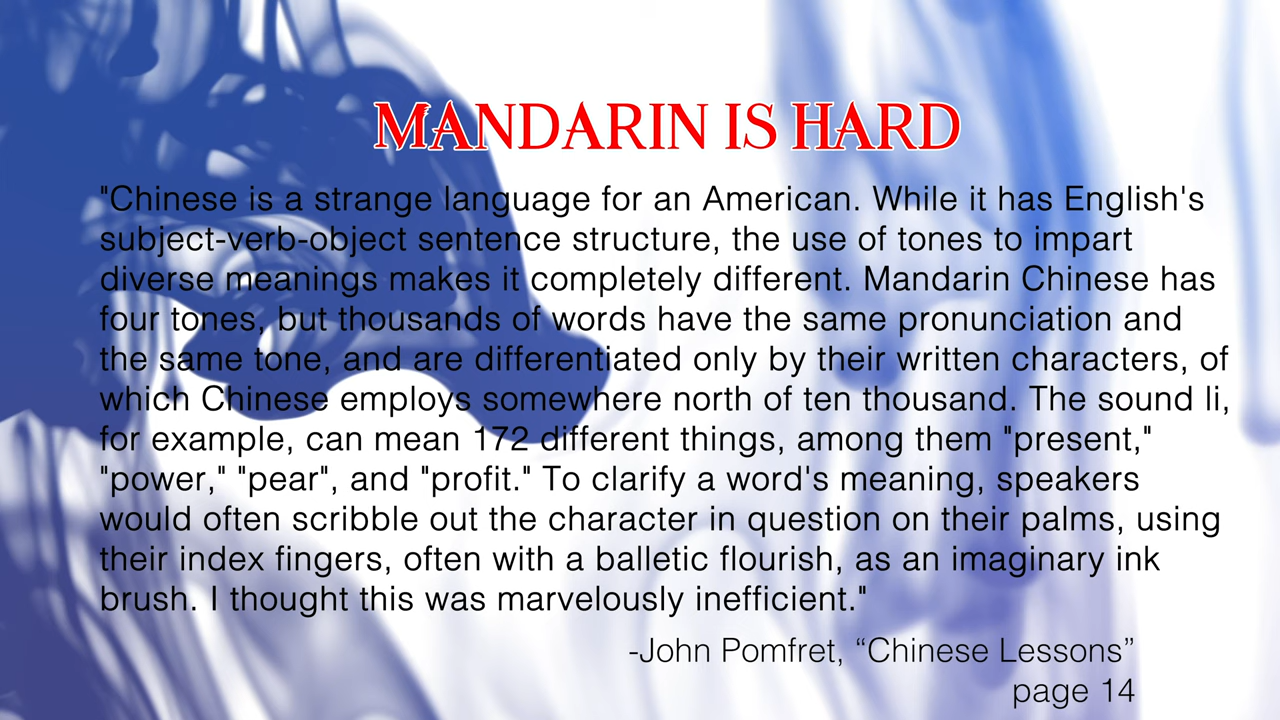 MANDARIN IS HARD
"Chinese is a strange language for an American. While it has English's
subject-verb-object sentence structure, the use of tones to impart
diverse meanings makes it completely different. Mandarin Chinese has
four tones, but thousands of words have the same pronunciation and
the same tone, and are differentiated only by their written characters, of
which Chinese employs somewhere north of ten thousand. The sound li,
for example, can mean 172 different things, among them "present,"
"power," "pear", and "profit." To clarify a word's meaning, speakers
would often scribble out the character in question on their palms, using
their index fingers, often with a balletic flourish, as an imaginary ink
brush. I thought this was marvelously inefficient."
-John Pomfret, “Chinese Lessons”
page 14